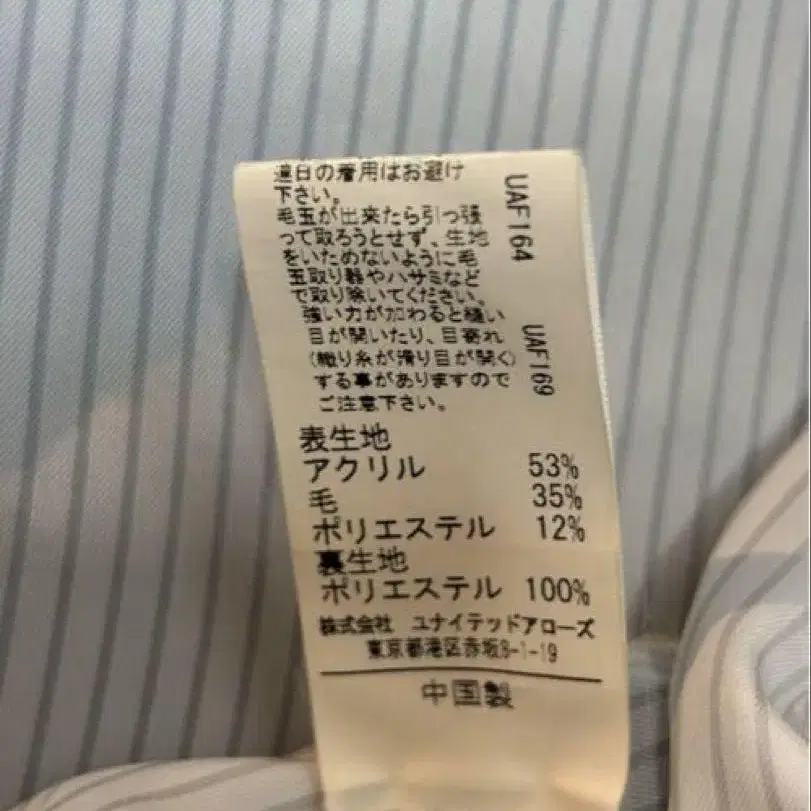 連日の着用はお避け
下さい。
毛玉が出来たら引っ張
って取ろうとせず、生地
をいためないように毛
玉取り器やハサミなど
で取り除いてください。
強い力が加わると縫い
目が開いたり、目寄れ
(織り糸が滑り目が開く)
する事がありますので
ご注意下さい。
UAF164
UAF169
表生地
アクリル 53%
毛 35%
ポリエステル 12%
裏生地
ポリエステル 100%
株式会社 ユナイテッドアローズ
東京都港区赤坂8-1-19
中国製